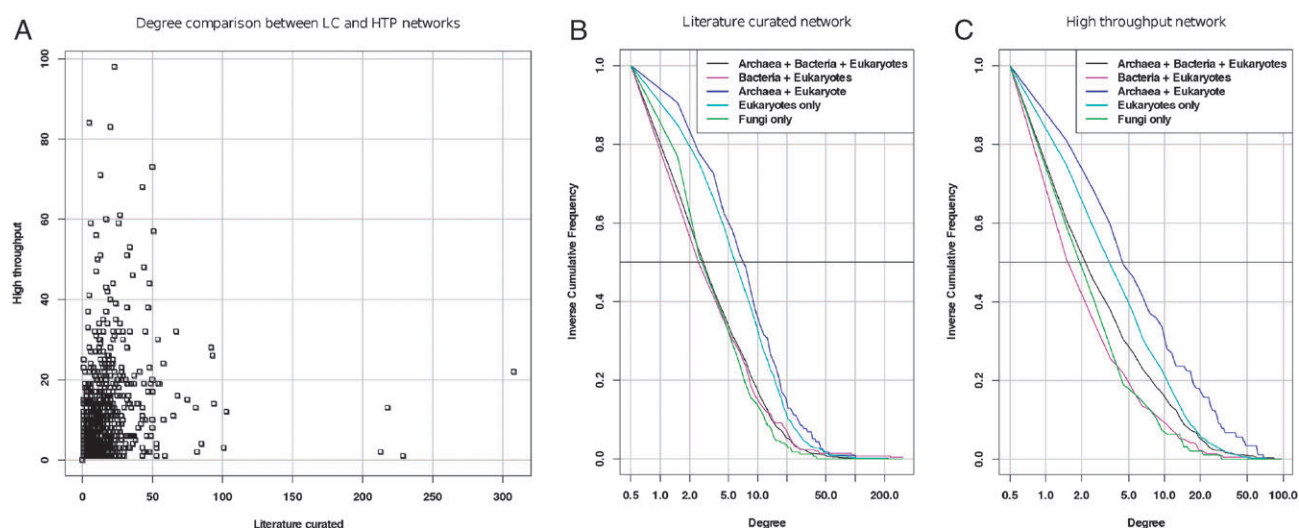 A
Degree comparison between LC and HTP networks
High throughput
100
80
60
40
20
0
0
50
100
150
200
250
300
Literature curated
B
Literature curated network
Archaea + Bacteria + Eukaryotes
Bacteria + Eukaryotes
Archaea + Eukaryote
Eukaryotes only
Fungi only
Inverse Cumulative Frequency
1.0
0.8
0.6
0.4
0.2
0.0
0.5
1.0
2.0
5.0
10.0
50.0
200.0
Degree
C
High throughput network
Archaea + Bacteria + Eukaryotes
Bacteria + Eukaryotes
Archaea + Eukaryote
Eukaryotes only
Fungi only
Inverse Cumulative Frequency
1.0
0.8
0.6
0.4
0.2
0.0
0.5
1.0
2.0
5.0
10.0
20.0
50.0
100.0
Degree